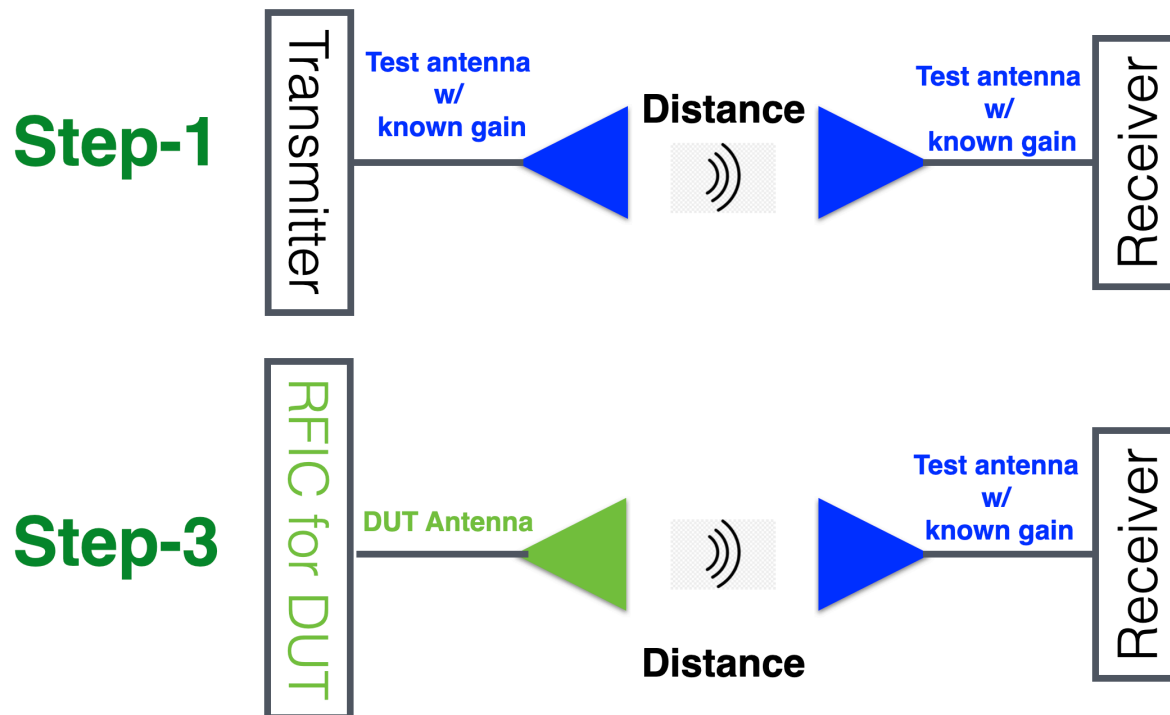 Step-1
Transmitter
Test antenna
w/
known gain
Distance
Test antenna
w/
known gain
Receiver
Step-3
RFIC for DUT
DUT Antenna
Distance
Test antenna
w/
known gain
Receiver